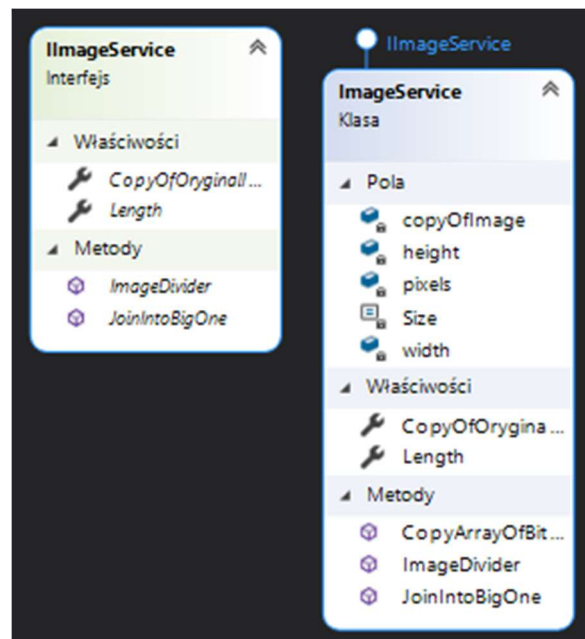 IImageService
Interfejs
Właściwości
CopyOfOryginalI...
Length
Metody
ImageDivider
JoinIntoBigOne
IImageService
ImageService
Klasa
Pola
copyOfImage
height
pixels
Size
width
Właściwości
CopyOfOrygina...
Length
Metody
CopyArrayOfBit...
ImageDivider
JoinIntoBigOne